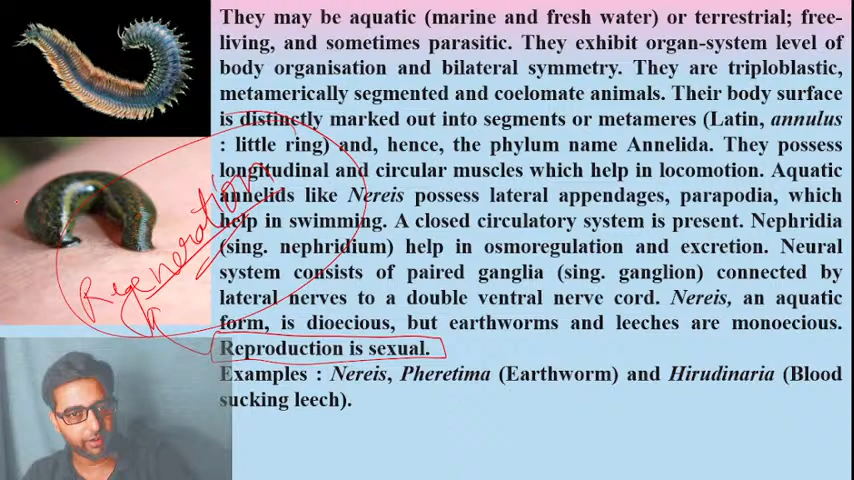 They may be aquatic (marine and fresh water) or terrestrial; free-
living, and sometimes parasitic. They exhibit organ-system level of
body organisation and bilateral symmetry. They are triploblastic,
metamerically segmented and coelomate animals. Their body surface
is distinctly marked out into segments or metameres (Latin, annulus
: little ring) and, hence, the phylum name Annelida. They possess
longitudinal and circular muscles which help in locomotion. Aquatic
annelids like Nereis possess lateral appendages, parapodia, which
help in swimming. A closed circulatory system is present. Nephridia
(sing. nephridium) help in osmoregulation and excretion. Neural
system consists of paired ganglia (sing. ganglion) connected by
lateral nerves to a double ventral nerve cord. Nereis, an aquatic
form, is dioecious, but earthworms and leeches are monoecious.
Reproduction is sexual.
Examples : Nereis, Pheretima (Earthworm) and Hirudinaria (Blood
sucking leech).
Regeneration